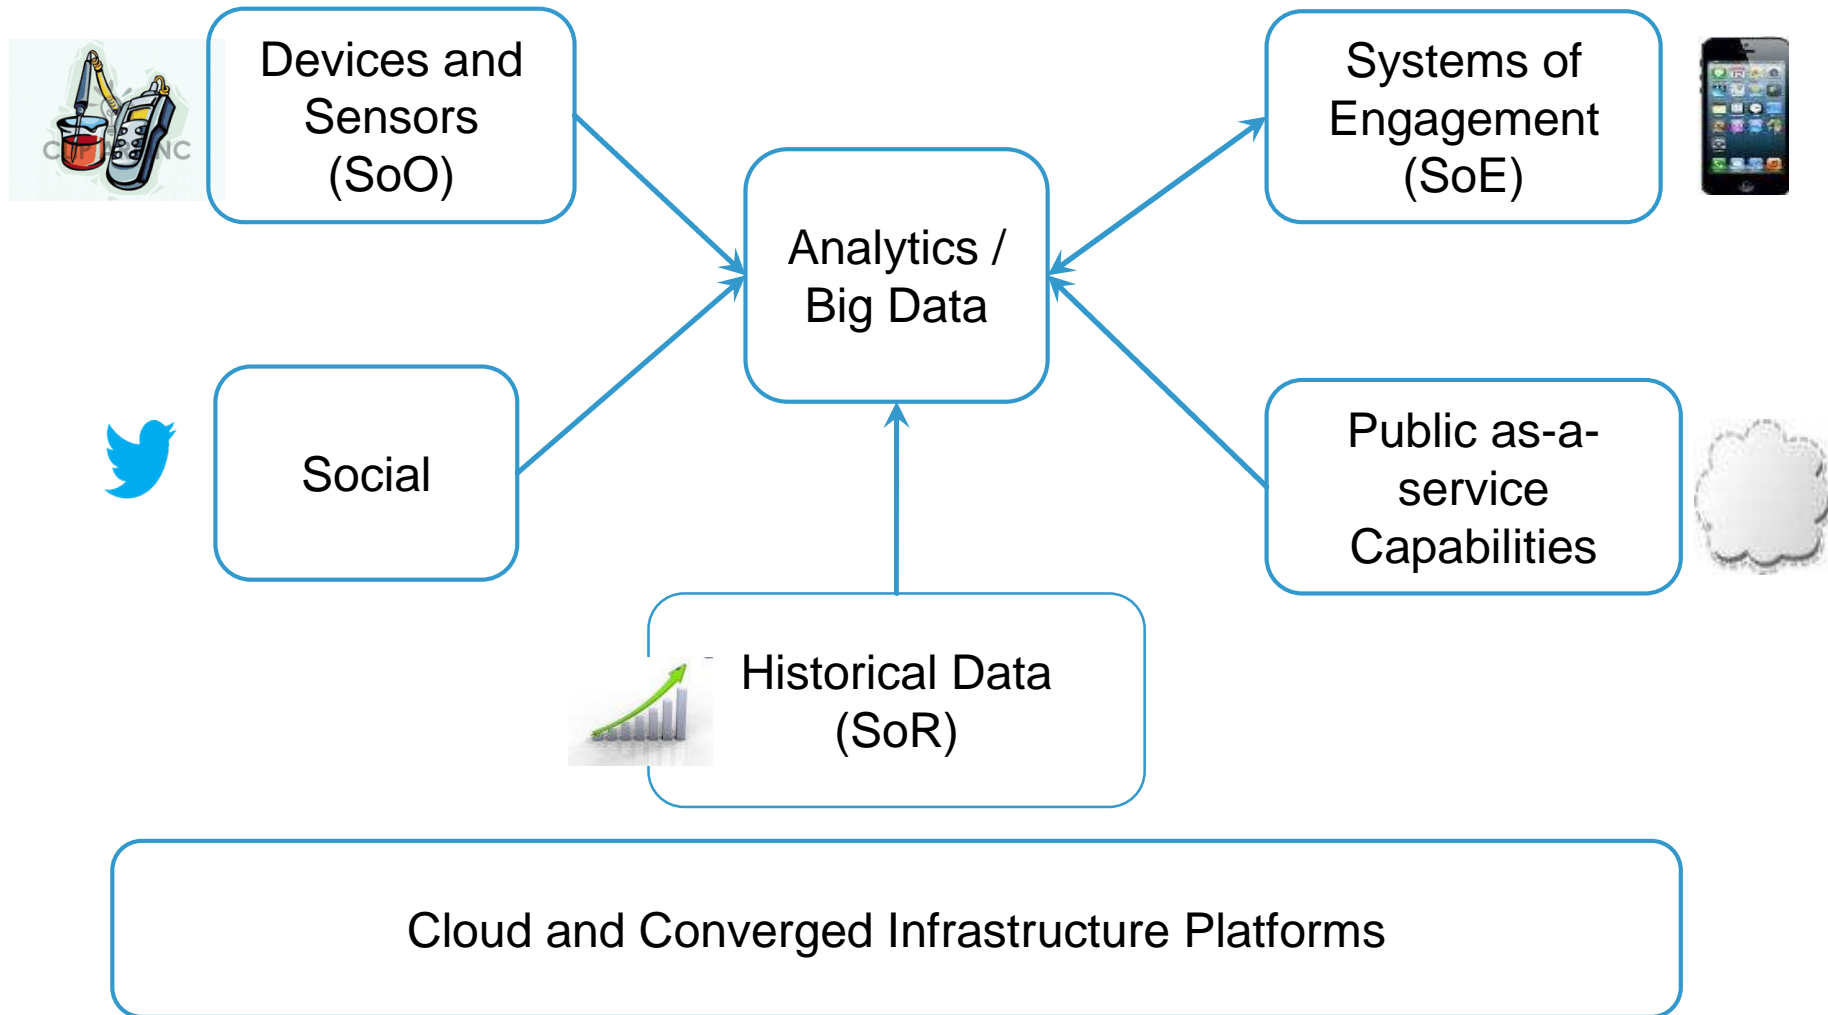 Devices and
Sensors
(SoO)
Systems of
Engagement
(SoE)
Analytics /
Big Data
Social
Public as-a-
service
Capabilities
Historical Data
(SoR)
Cloud and Converged Infrastructure Platforms